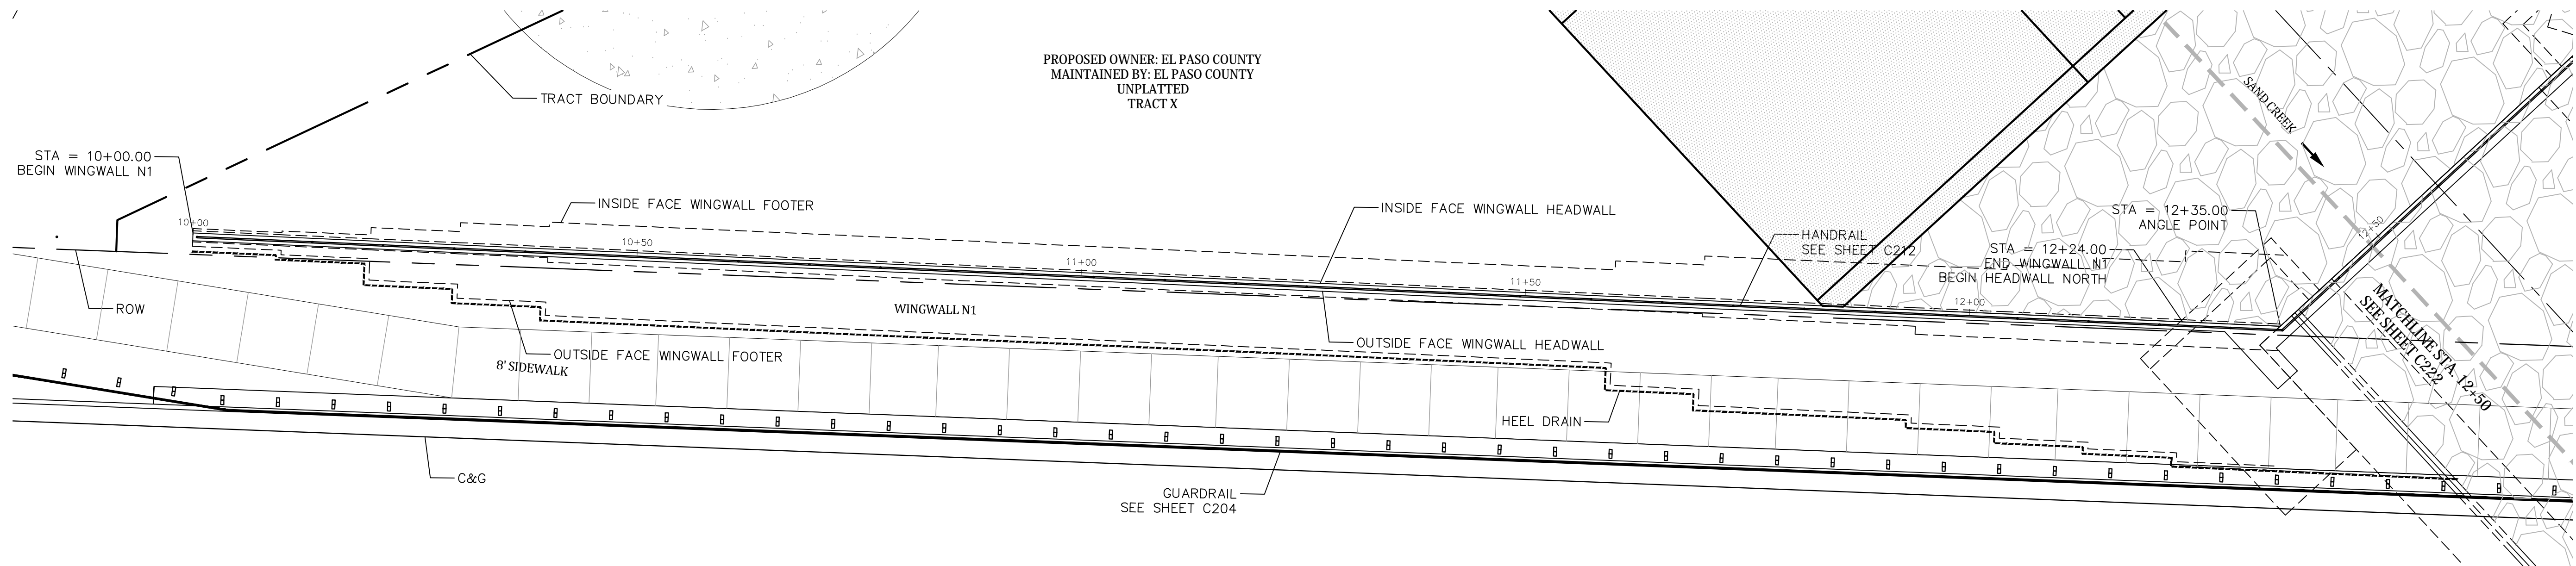 PROPOSED OWNER: EL PASO COUNTY
MAINTAINED BY: EL PASO COUNTY
UNPLATTED
TRACT X
TRACT BOUNDARY
SAND CREEK
STA = 10+00.00
BEGIN WINGWALL N1
INSIDE FACE WINGWALL FOOTER
INSIDE FACE WINGWALL HEADWALL
HANDRAIL
SEE SHEET C212
STA = 12+35.00
ANGLE POINT
STA = 12+24.00
END WINGWALL N1
BEGIN HEADWALL NORTH
10+00
10+50
11+00
11+50
12+00
12+50
ROW
WINGWALL N1
OUTSIDE FACE WINGWALL HEADWALL
OUTSIDE FACE WINGWALL FOOTER
8' SIDEWALK
MATCHLINE STA. 12+50
SEE SHEET C222
HEEL DRAIN
C&G
GUARDRAIL
SEE SHEET C204